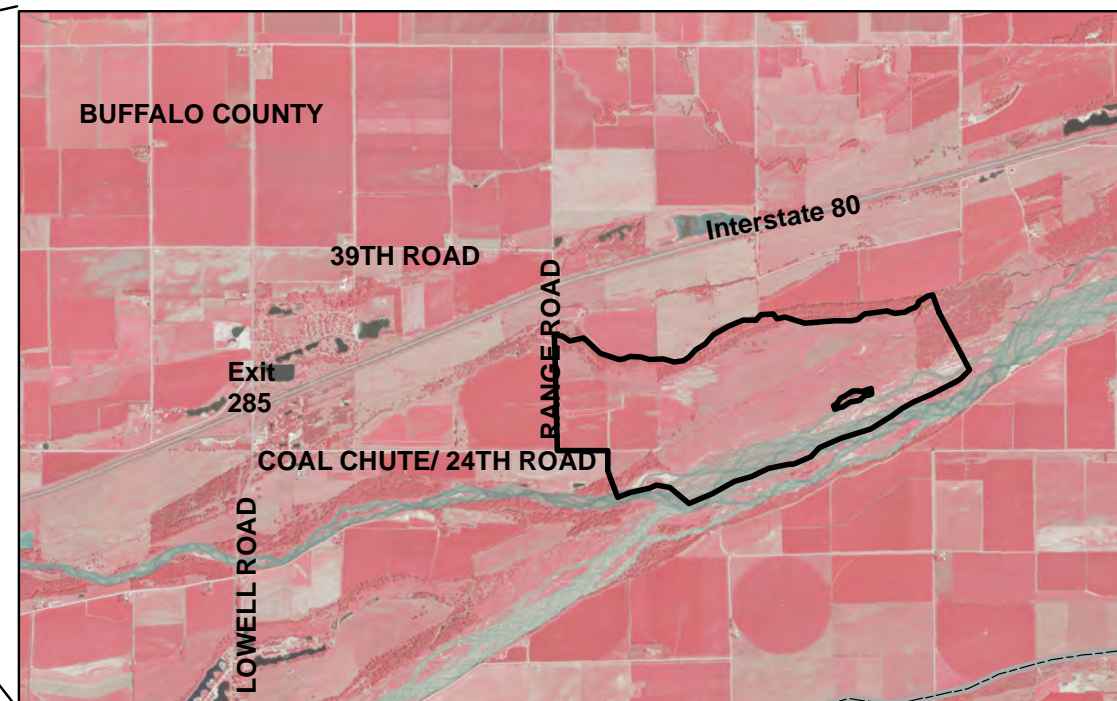 BUFFALO COUNTY
Interstate 80
39TH ROAD
RANGE ROAD
Exit
285
COAL CHUTE/ 24TH ROAD
LOWELL ROAD